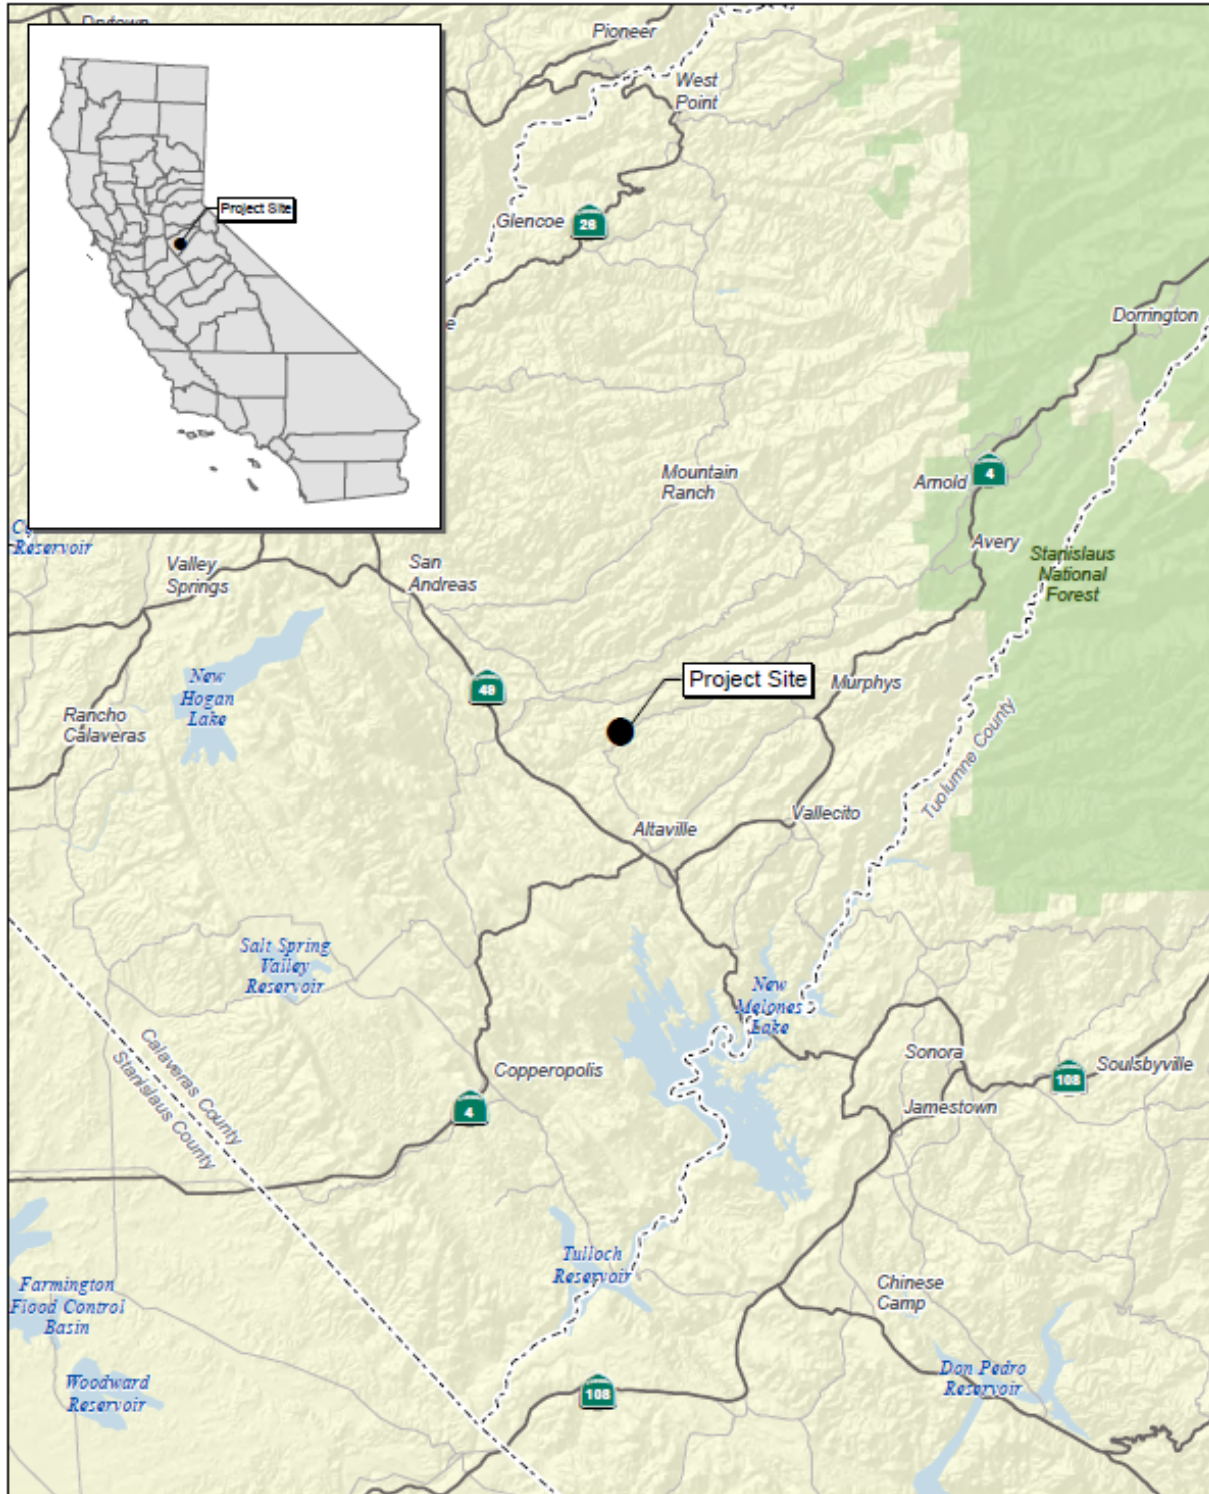 Drytown
Pioneer
West
Point
Project Site
Glencoe
26
e
Dorrington
Mountain
Ranch
Arnold
4
Avery
Reservoir
Valley
Springs
San
Andreas
Stanislaus
National
Forest
New
Hogan
Lake
49
Project Site
Murphys
Rancho
Calaveras
Tuolumne County
Altaville
Vallecito
Salt Spring
Valley
Reservoir
New
Melones
Lake
Calaveras County
Stanislaus County
Copperopolis
4
Sonora
Soulsbyville
108
Jamestown
Tulloch
Reservoir
Farmington
Flood Control
Basin
Chinese
Camp
Woodward
Reservoir
Don Pedro
Reservoir
108